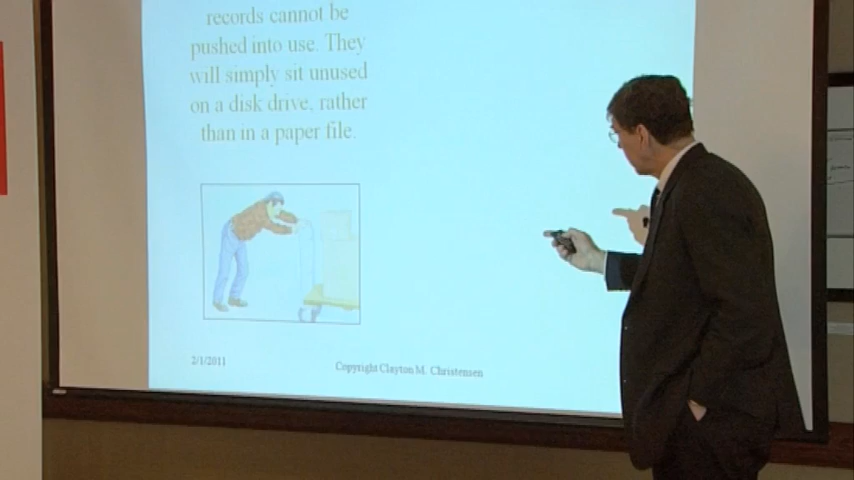 records cannot be
pushed into use. They
will simply sit unused
on a disk drive, rather
than in a paper file.
2/1/2011
Copyright Clayton M. Christensen